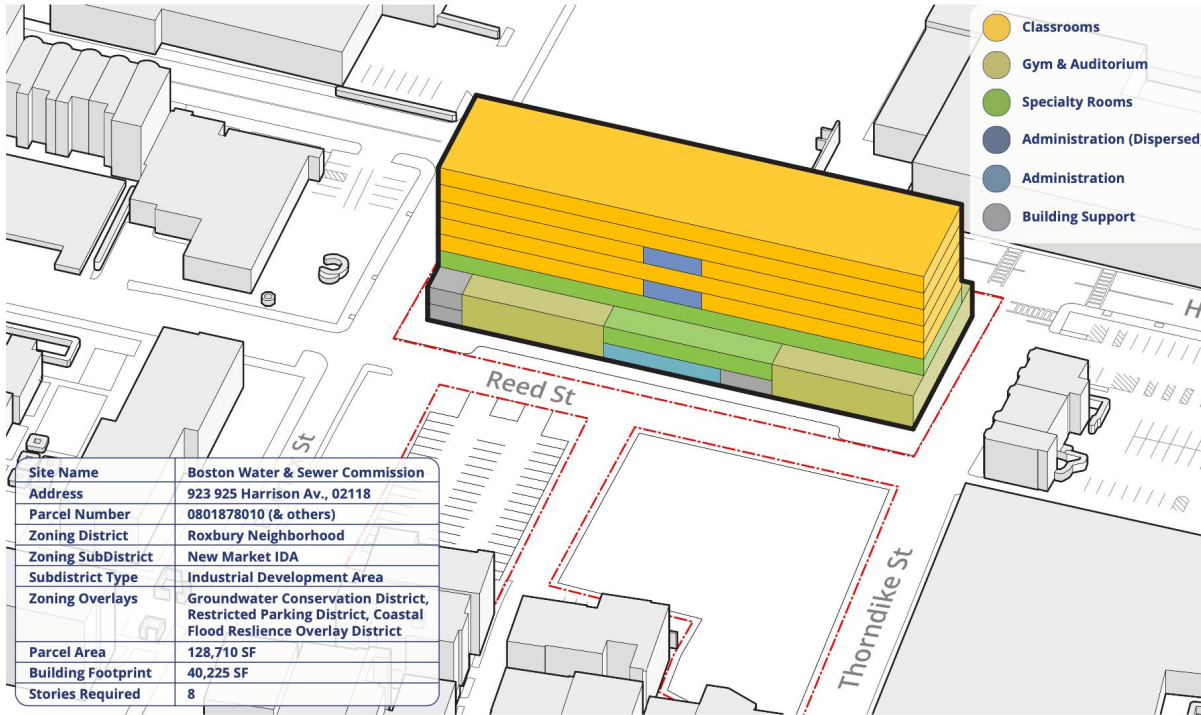 Classrooms
Gym & Auditorium
Specialty Rooms
Administration (Dispersed)
Administration
Building Support
H
Reed St
St
Thorndike St
Site Name Boston Water & Sewer Commission
Address 923 925 Harrison Av., 02118
Parcel Number 0801878010 (& others)
Zoning District Roxbury Neighborhood
Zoning SubDistrict New Market IDA
Subdistrict Type Industrial Development Area
Zoning Overlays Groundwater Conservation District,
Restricted Parking District, Coastal
Flood Reslience Overlay District
Parcel Area 128,710 SF
Building Footprint 40,225 SF
Stories Required 8